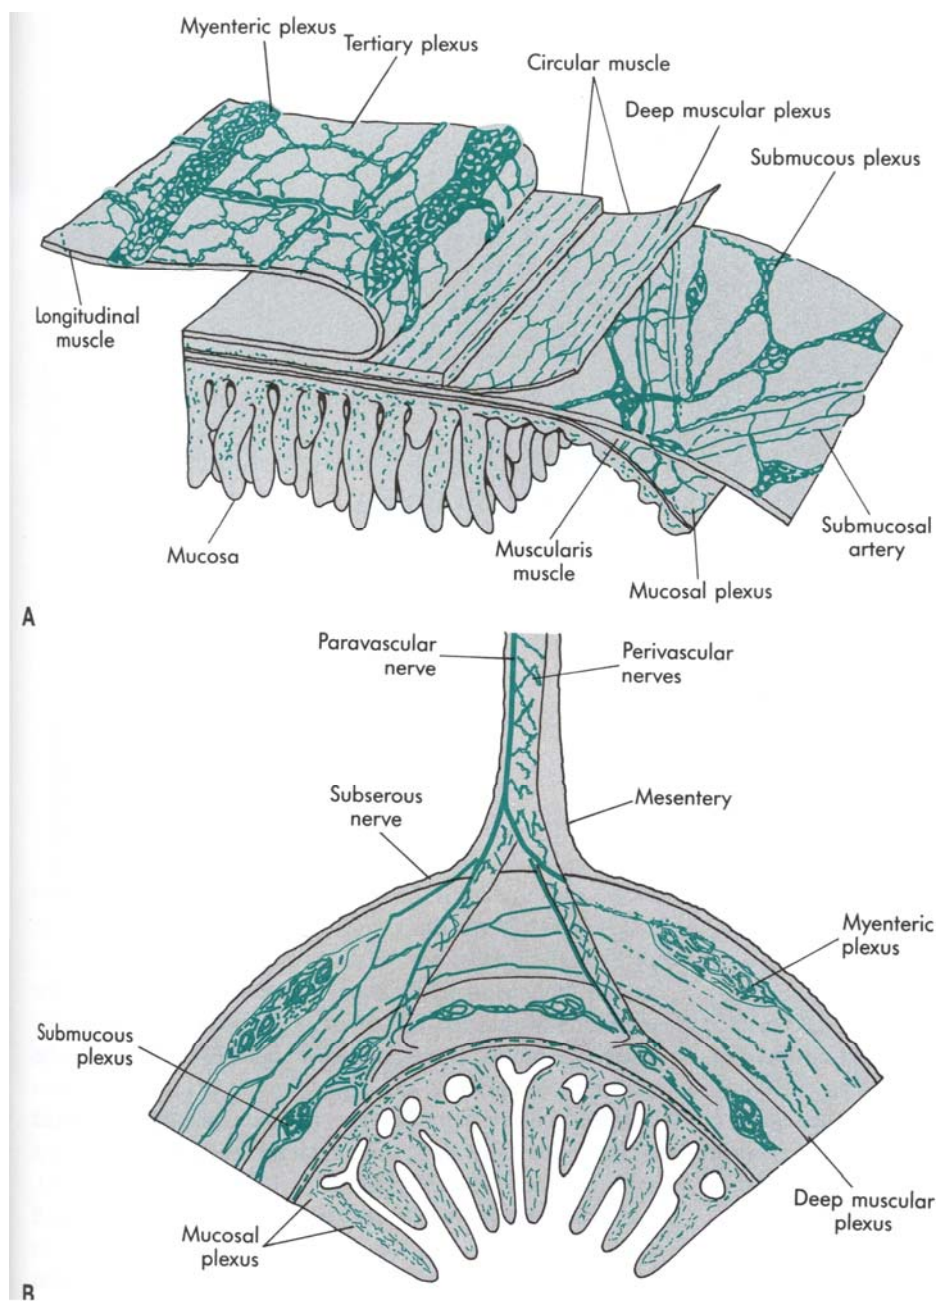 Myenteric plexus
Tertiary plexus
Circular muscle
Deep muscular plexus
Submucous plexus
Longitudinal
muscle
Mucosa
Muscularis
muscle
Submucosal
artery
Mucosal plexus
A
Paravascular
nerve
Perivascular
nerves
Subserous
nerve
Mesentery
Myenteric
plexus
Submucous
plexus
Deep muscular
plexus
Mucosal
plexus
B